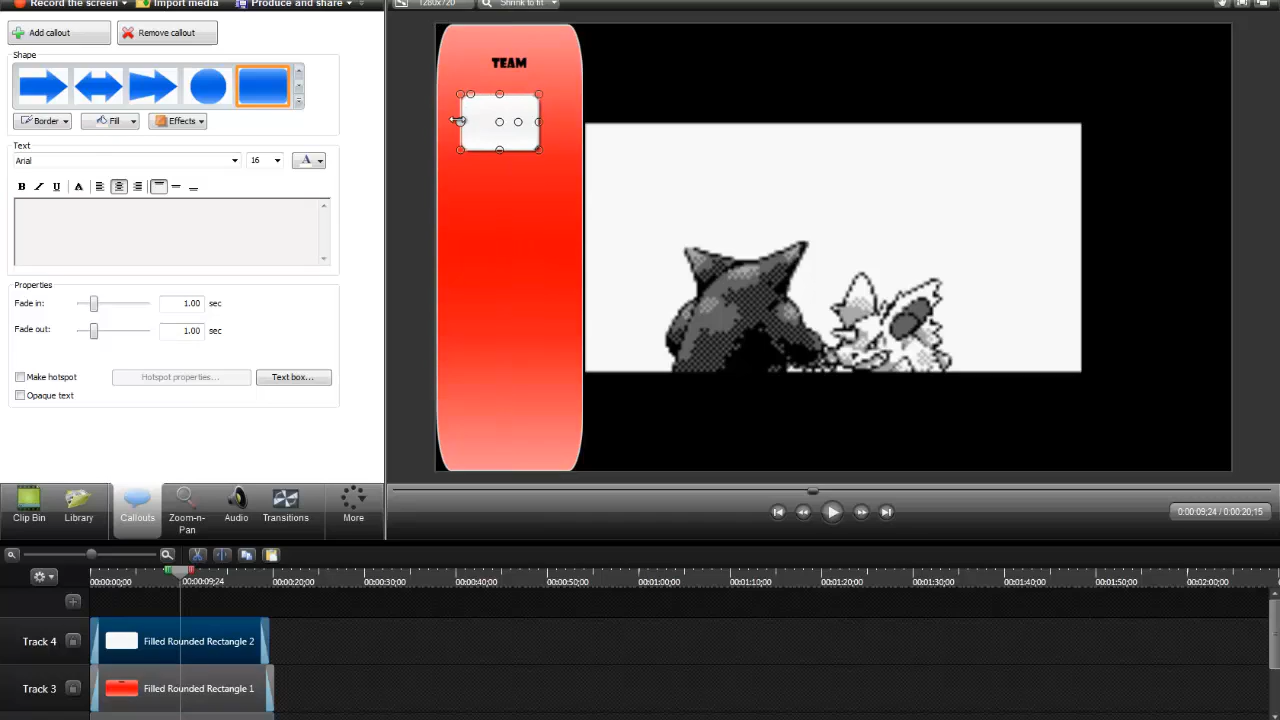 Record the screen
Import media
Produce and share
1280x720
Shrink to fit
Add callout
Remove callout
Shape
Border
Fill
Effects
Text
Arial
16
A
B I U A
Properties
Fade in:
1.00
sec
Fade out:
1.00
sec
Make hotspot
Hotspot properties...
Text box...
Opaque text
TEAM
Clip Bin
Library
Callouts
Zoom-n-Pan
Audio
Transitions
More
0:00:09;24 / 0:00:20;15
00:00:00;00
00:00:09;24
00:00:20;00
00:00:30;00
00:00:40;00
00:00:50;00
00:01:00;00
00:01:10;00
00:01:20;00
00:01:30;00
00:01:40;00
00:01:50;00
00:02:00;00
Track 4
Filled Rounded Rectangle 2
Track 3
Filled Rounded Rectangle 1